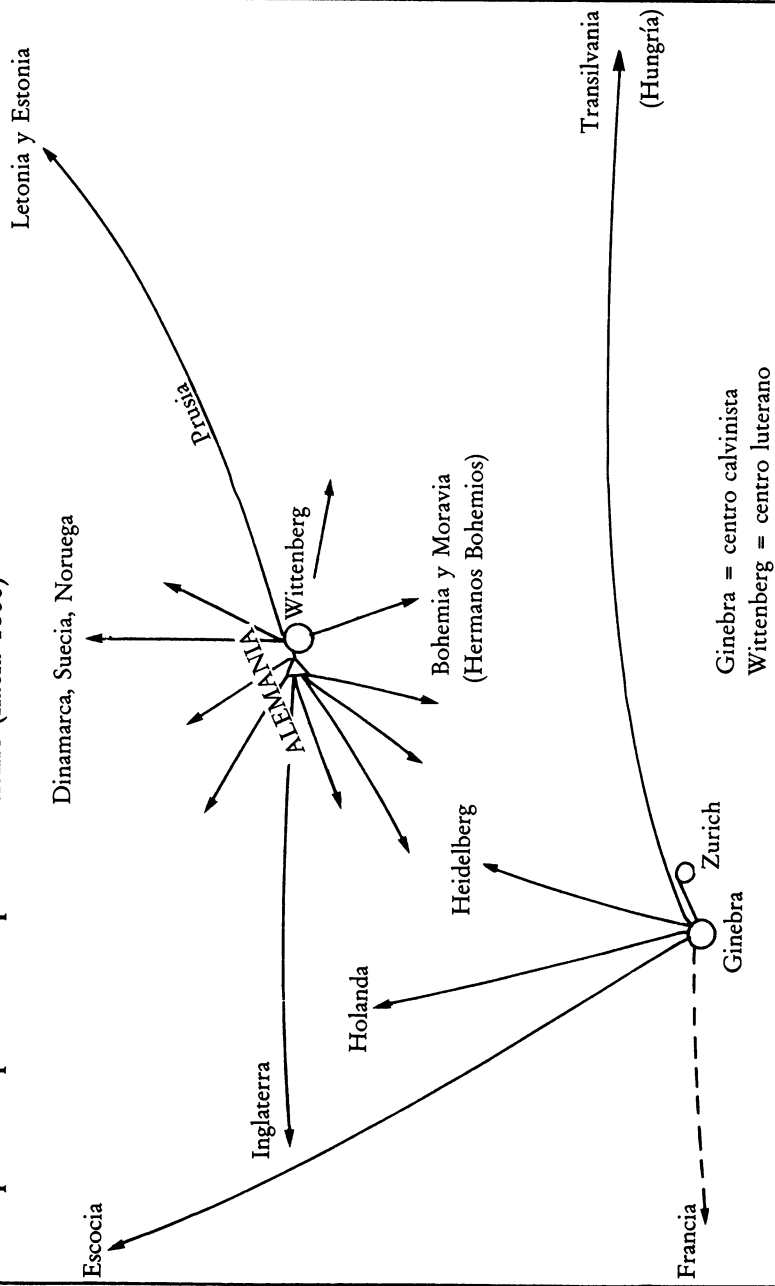 Letonia y Estonia
Transilvania
(Hungría)
Prusia
Dinamarca, Suecia, Noruega
Wittenberg
ALEMANIA
Bohemia y Moravia
(Hermanos Bohemios)
Heidelberg
Zurich
Holanda
Ginebra
Inglaterra
Escocia
Francia
Ginebra = centro calvinista
Wittenberg = centro luterano